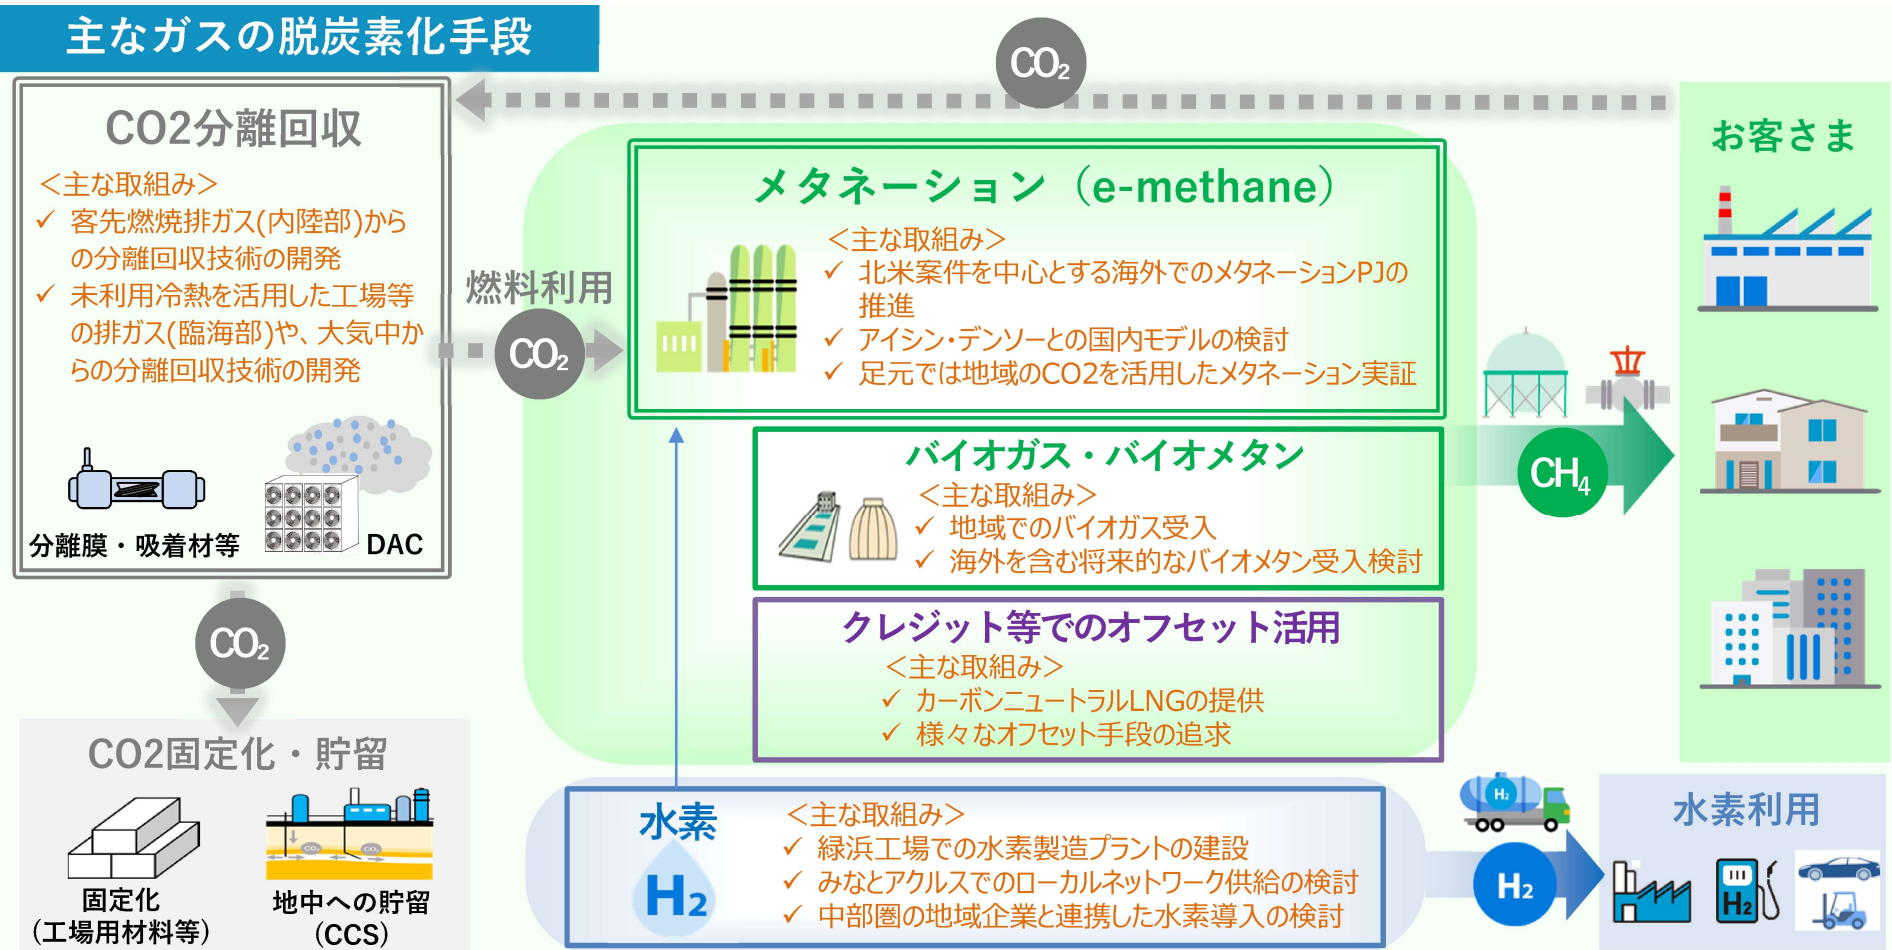 主なガスの脱炭素化手段
CO₂
CO2分離回収
＜主な取組み＞
✓ 客先燃焼排ガス(内陸部)から
の分離回収技術の開発
✓ 未利用冷熱を活用した工場等
の排ガス(臨海部)や、大気中か
らの分離回収技術の開発
分離膜・吸着材等
DAC
燃料利用
CO₂
CO₂
CO2固定化・貯留
固定化
(工場用材料等)
地中への貯留
(CCS)
CO₂
CO₂
メタネーション（e-methane）
＜主な取組み＞
✓ 北米案件を中心とする海外でのメタネーションPJの
推進
✓ アイシン・デンソーとの国内モデルの検討
✓ 足元では地域のCO2を活用したメタネーション実証
バイオガス・バイオメタン
＜主な取組み＞
✓ 地域でのバイオガス受入
✓ 海外を含む将来的なバイオメタン受入検討
クレジット等でのオフセット活用
＜主な取組み＞
✓ カーボンニュートラルLNGの提供
✓ 様々なオフセット手段の追求
水素
H₂
＜主な取組み＞
✓ 緑浜工場での水素製造プラントの建設
✓ みなとアクルスでのローカルネットワーク供給の検討
✓ 中部圏の地域企業と連携した水素導入の検討
CH₄
お客さま
H₂
H₂
水素利用
H₂